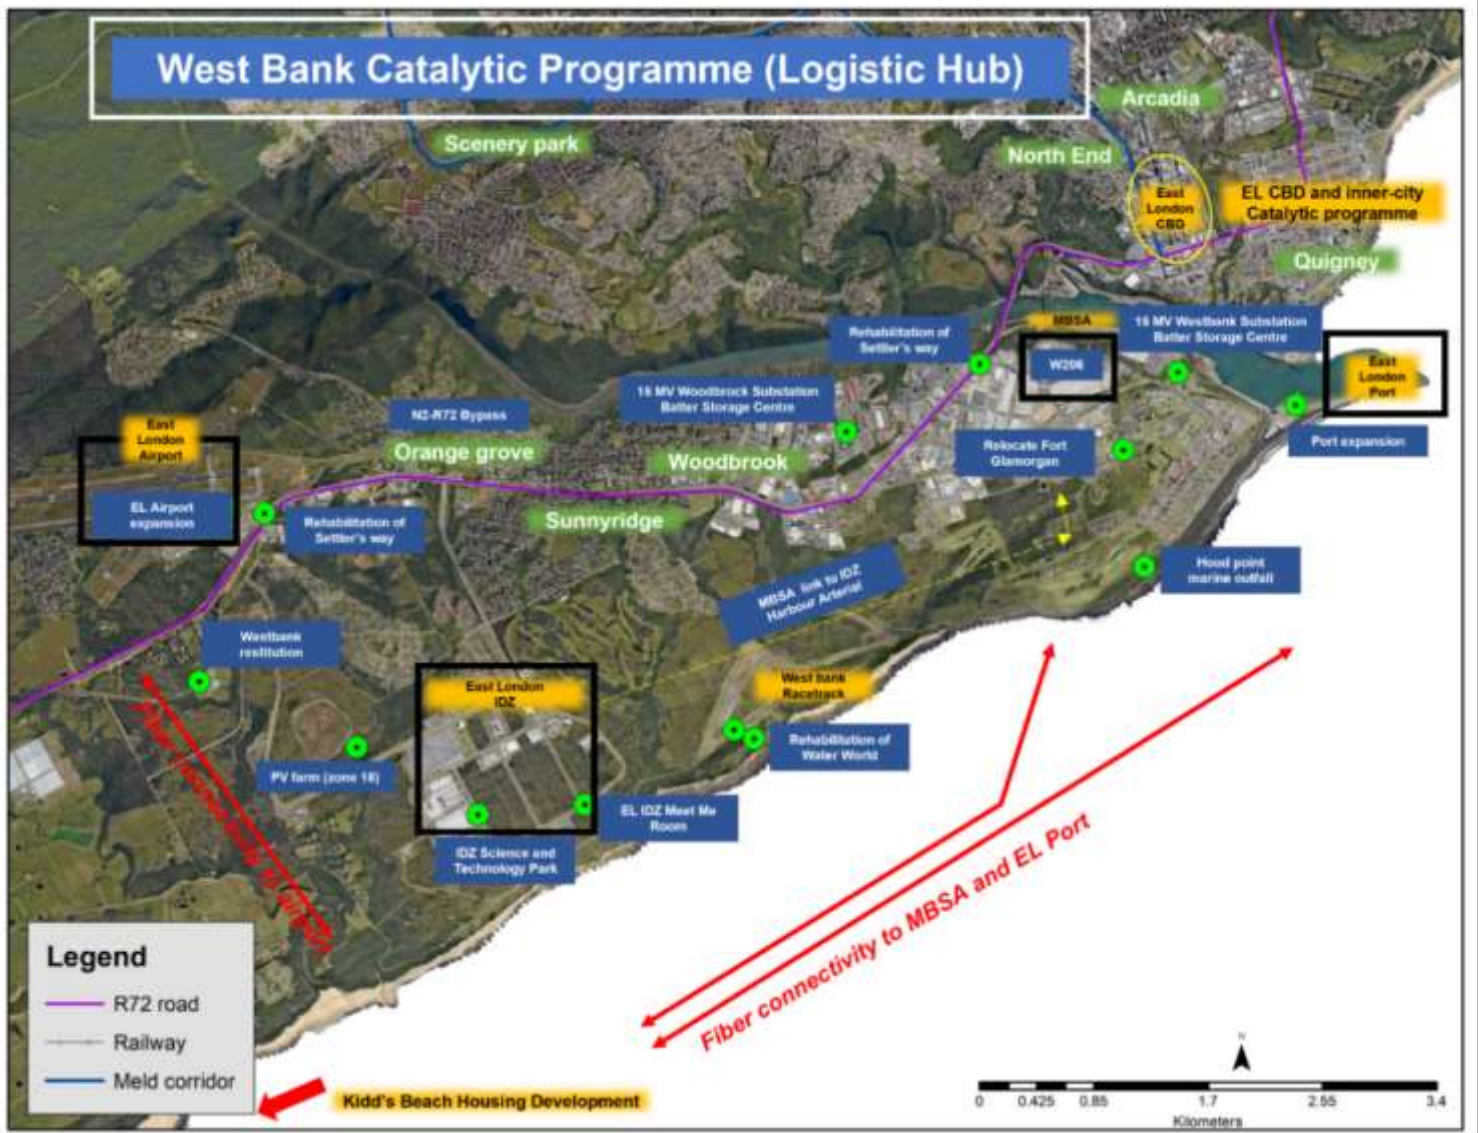 West Bank Catalytic Programme (Logistic Hub)
Arcadia
Scenery park
North End
East
London
CBD
EL CBD and inner-city
Catalytic programme
Quigney
MBSA
15 MV Westbank Substation
Batter Storage Centre
Rehabilitation of
Settler's way
W206
East
London
Port
15 MV Woodbrock Substation
Batter Storage Centre
N2-R72 Bypass
East
London
Airport
Orange grove
Woodbrook
Relocate Fort
Glamorgan
Port expansion
EL Airport
expansion
Rehabilitation of
Settler's way
Sunnyridge
Hood point
marine outfall
MBSA link to IDZ
Harbour Arterial
Westbank
restitution
East London
IDZ
West bank
Racetrack
Rehabilitation of
Water World
PV farm (zone 18)
EL IDZ Meet Me
Room
IDZ Science and
Technology Park
Fiber connectivity to airport
Fiber connectivity to MBSA and EL Port
Legend
R72 road
Railway
Meld corridor
Kidd's Beach Housing Development
N
0 0.425 0.85 1.7 2.55 3.4
Kilometers